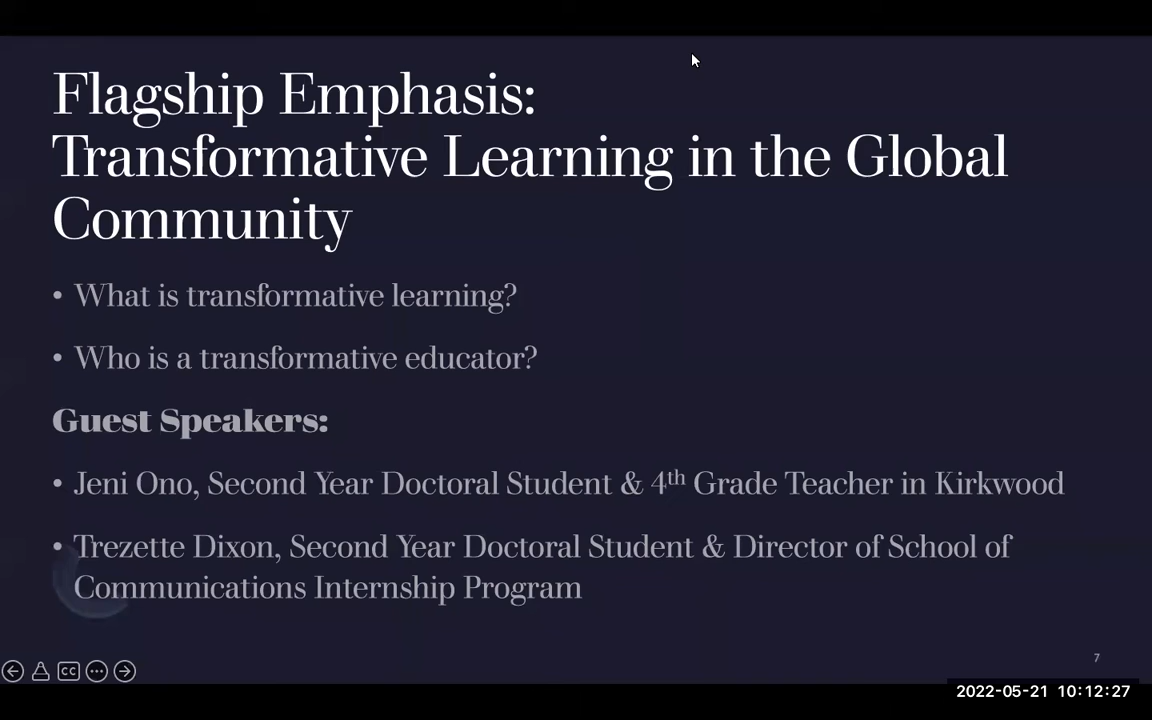 Flagship Emphasis:
Transformative Learning in the Global
Community
• What is transformative learning?
• Who is a transformative educator?
Guest Speakers:
• Jeni Ono, Second Year Doctoral Student & 4th Grade Teacher in Kirkwood
• Trezette Dixon, Second Year Doctoral Student & Director of School of
Communications Internship Program
7
CC
2022-05-21 10:12:27